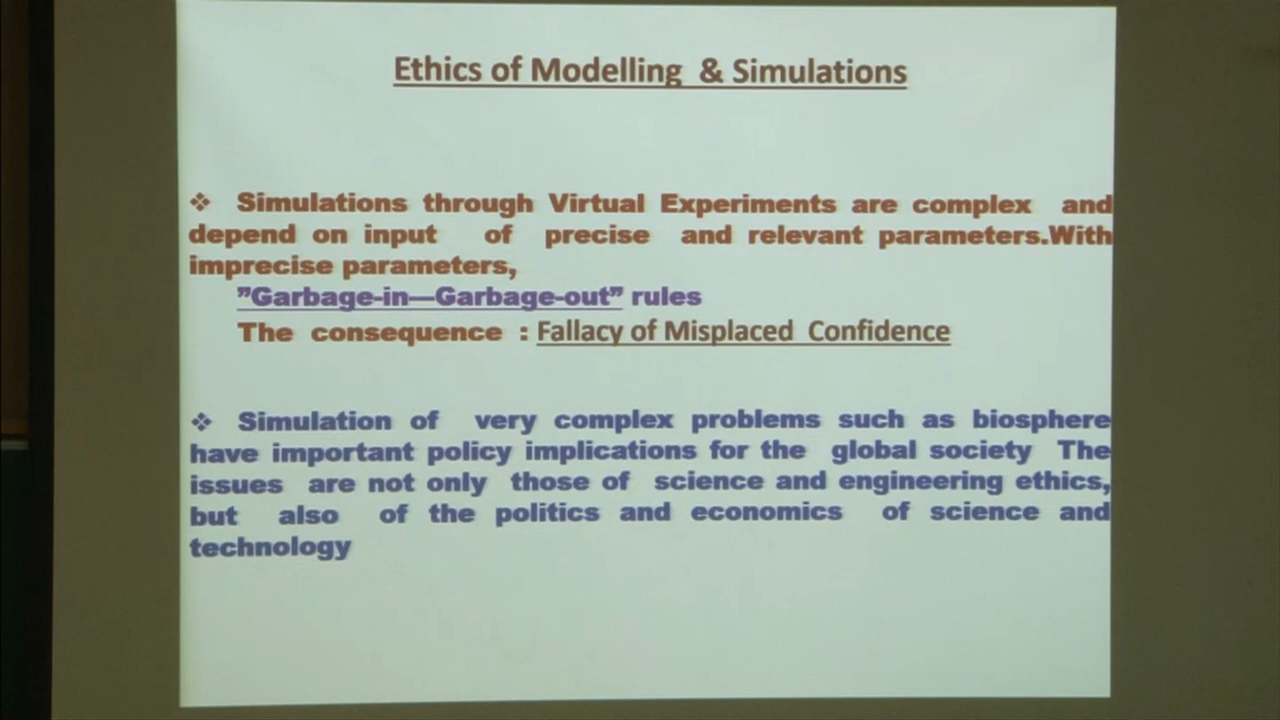 Ethics of Modelling & Simulations
❖ Simulations through Virtual Experiments are complex and
depend on input of precise and relevant parameters.With
imprecise parameters,
”Garbage-in—Garbage-out” rules
The consequence : Fallacy of Misplaced Confidence
❖ Simulation of very complex problems such as biosphere
have important policy implications for the global society The
issues are not only those of science and engineering ethics,
but also of the politics and economics of science and
technology